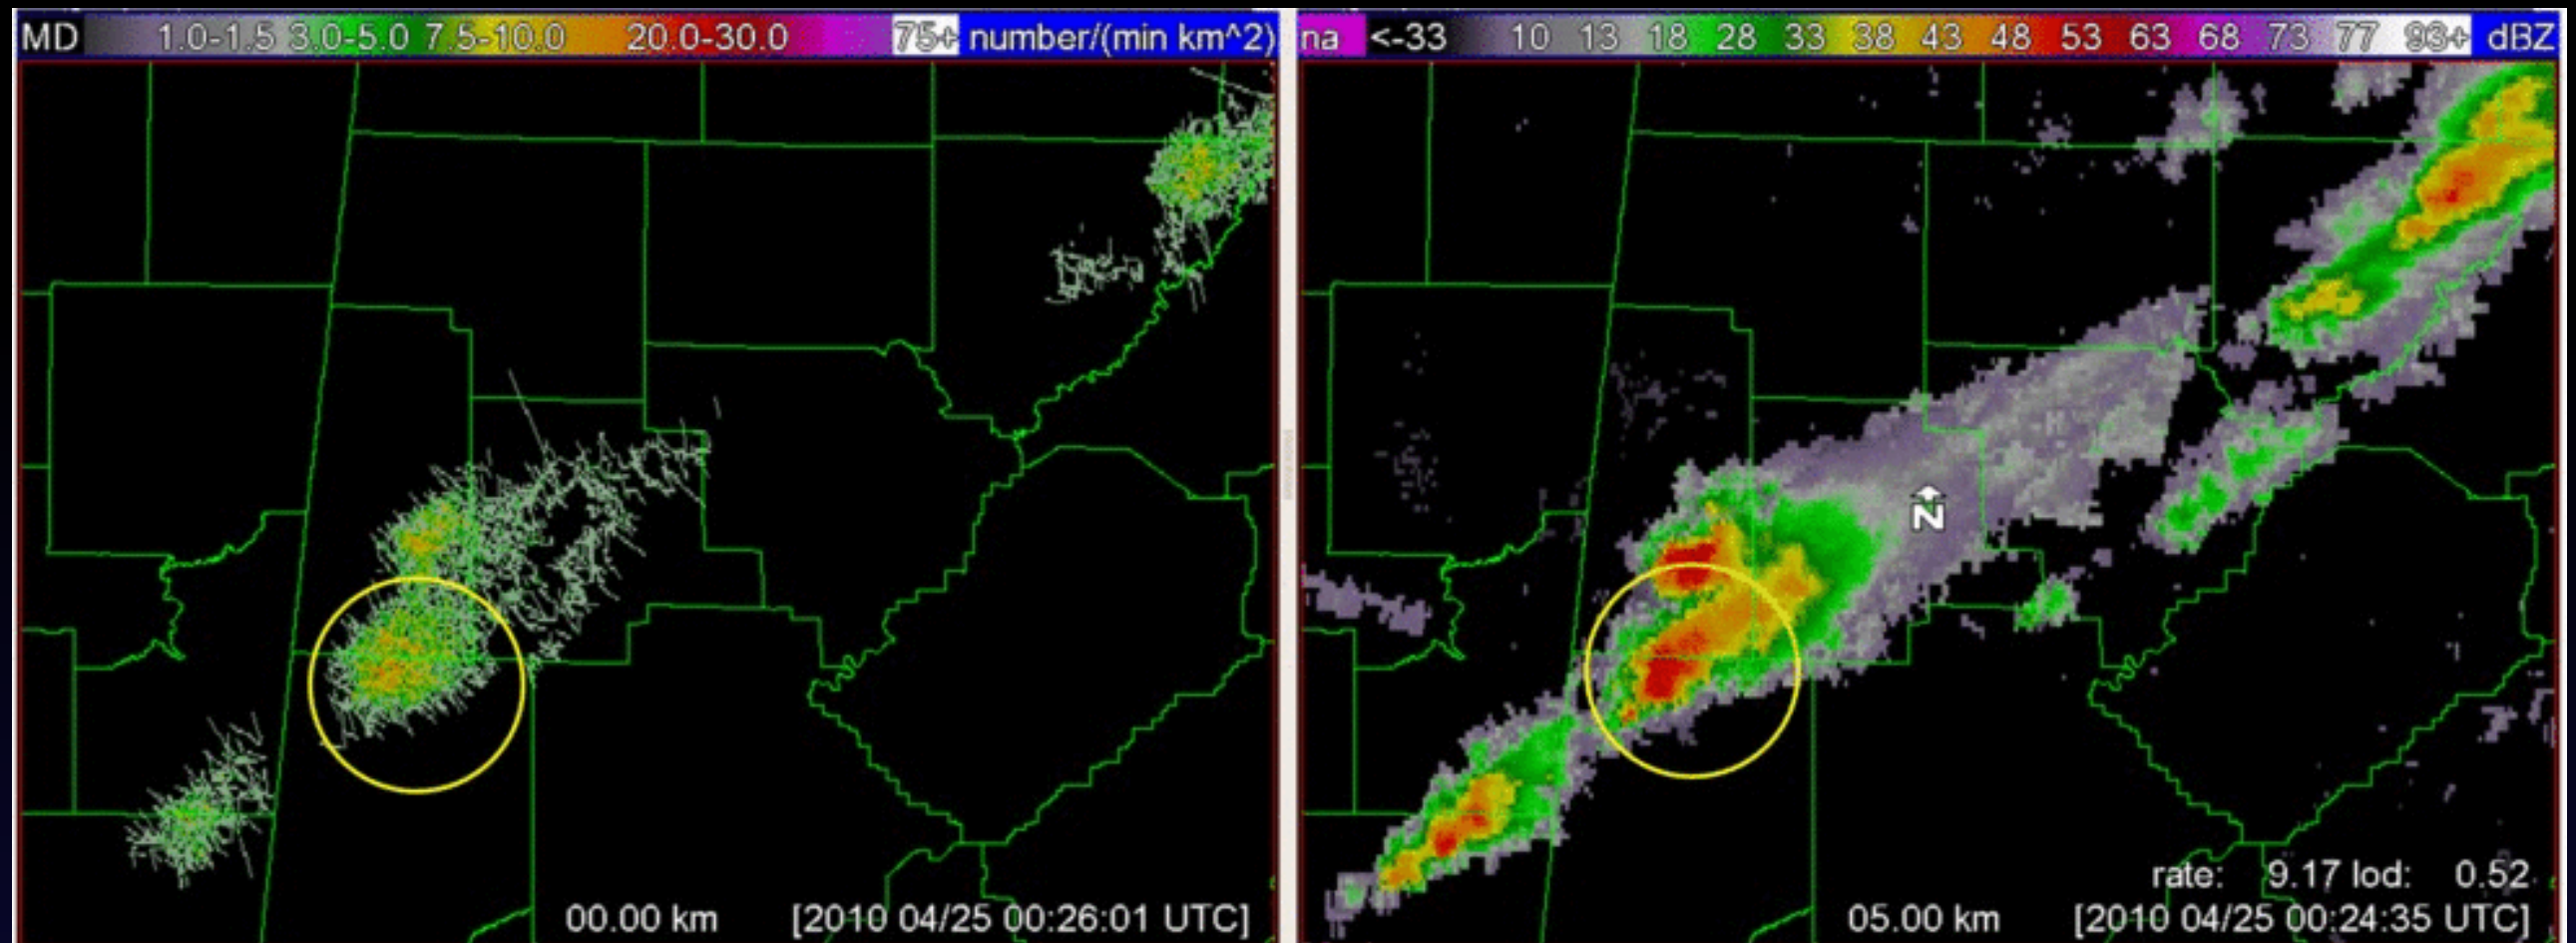 MD 1.0-1.5 3.0-5.0 7.5-10.0 20.0-30.0 75+ number/(min km^2)
na <-33 10 13 18 28 33 38 43 48 53 63 68 73 77 93+ dBZ
N
rate: 9.17 lod: 0.52
00.00 km [2010 04/25 00:26:01 UTC]
05.00 km [2010 04/25 00:24:35 UTC]